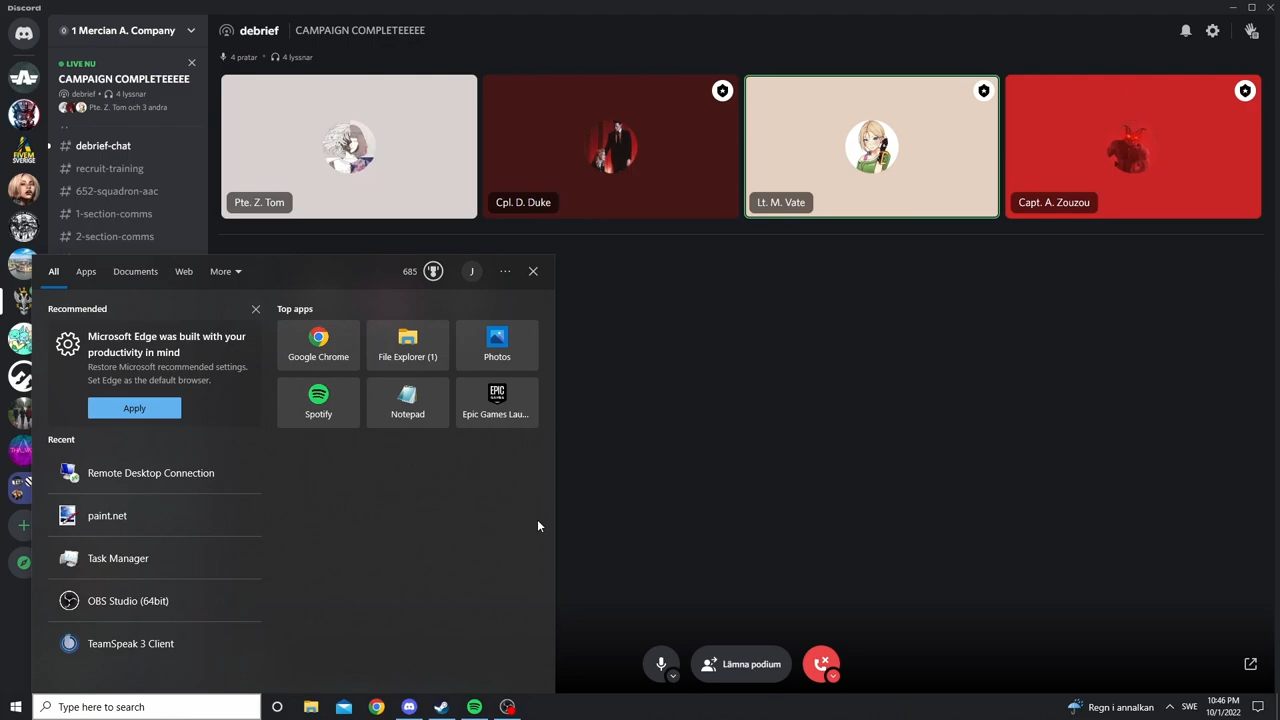 Discord
1 Mercian A. Company
debrief
CAMPAIGN COMPLETEEEEE
LIVE NU
CAMPAIGN COMPLETEEEEE
debrief • 4 lyssnar
Pte. Z. Tom och 3 andra
# debrief-chat
# recruit-training
# 652-squadron-aac
# 1-section-comms
# 2-section-comms
4 pratar • 4 lyssnar
Pte. Z. Tom
Cpl. D. Duke
Lt. M. Vate
Capt. A. Zouzou
FIVEM
SVERIGE
All
Apps
Documents
Web
More
685
J
Recommended
Microsoft Edge was built with your
productivity in mind
Restore Microsoft recommended settings.
Set Edge as the default browser.
Apply
Recent
Remote Desktop Connection
paint.net
Task Manager
OBS Studio (64bit)
TeamSpeak 3 Client
Top apps
Google Chrome
File Explorer (1)
Photos
Spotify
Notepad
EPIC
GAMES
Epic Games Lau...
Lämna podium
Type here to search
Regn i annalkan
SWE
10:46 PM
10/1/2022